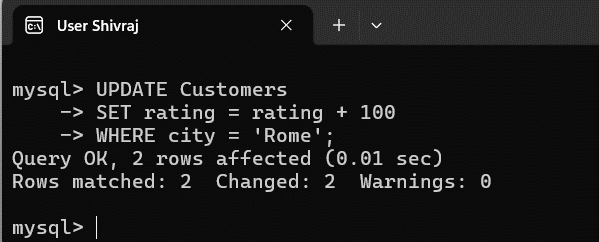 User Shivraj
mysql> UPDATE Customers
    -> SET rating = rating + 100
    -> WHERE city = 'Rome';
Query OK, 2 rows affected (0.01 sec)
Rows matched: 2  Changed: 2  Warnings: 0
mysql>